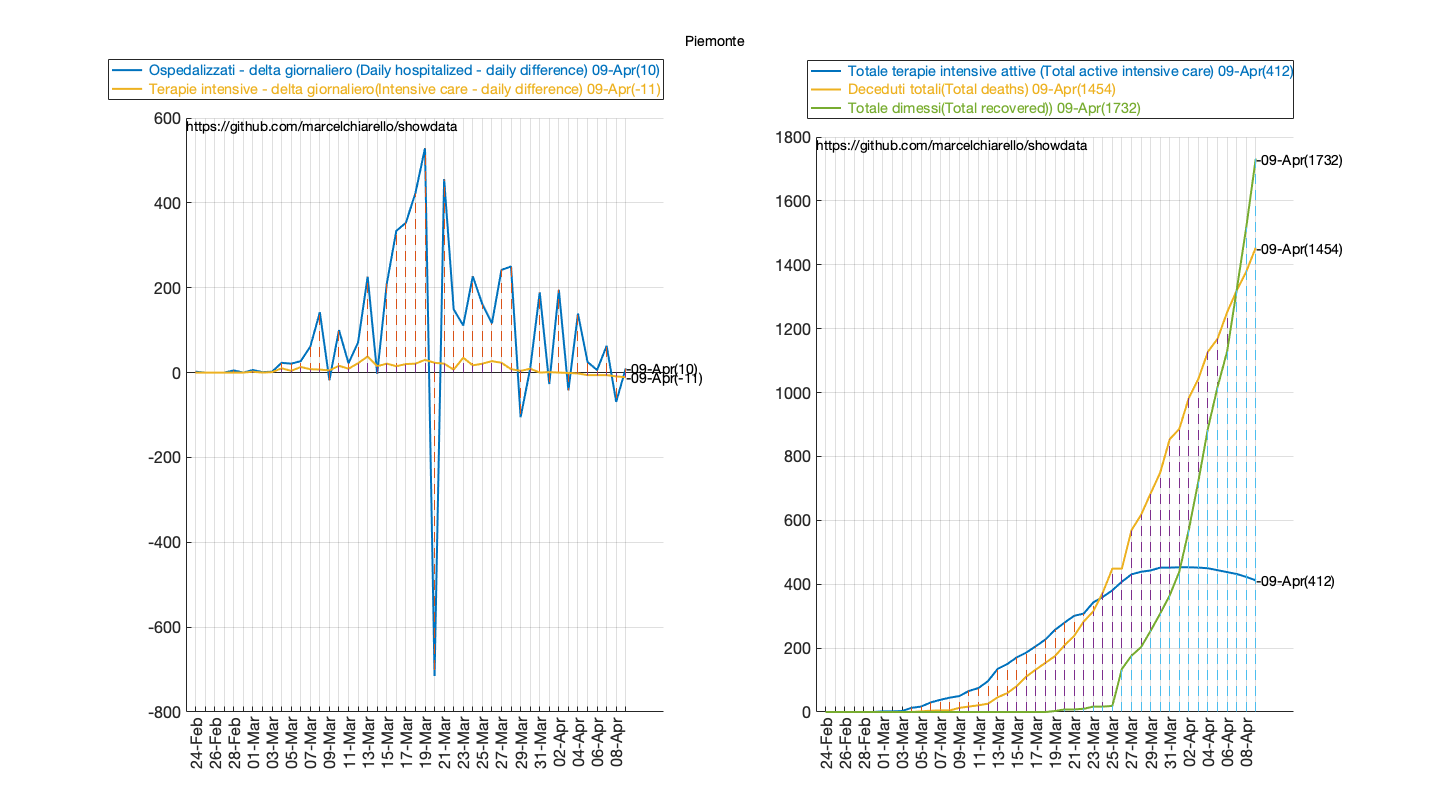 Piemonte
Ospedalizzati - delta giornaliero (Daily hospitalized - daily difference) 09-Apr(10)
Terapie intensive - delta giornaliero(Intensive care - daily difference) 09-Apr(-11)
https://github.com/marcelchiarello/showdata
600
400
200
0
-200
-400
-600
-800
-09-Apr(10)
-09-Apr(-11)
24-Feb
26-Feb
28-Feb
01-Mar
03-Mar
05-Mar
07-Mar
09-Mar
11-Mar
13-Mar
15-Mar
17-Mar
19-Mar
21-Mar
23-Mar
25-Mar
27-Mar
29-Mar
31-Mar
02-Apr
04-Apr
06-Apr
08-Apr
Totale terapie intensive attive (Total active intensive care) 09-Apr(412)
Deceduti totali(Total deaths) 09-Apr(1454)
Totale dimessi(Total recovered)) 09-Apr(1732)
https://github.com/marcelchiarello/showdata
1800
1600
1400
1200
1000
800
600
400
200
0
-09-Apr(1732)
-09-Apr(1454)
-09-Apr(412)
24-Feb
26-Feb
28-Feb
01-Mar
03-Mar
05-Mar
07-Mar
09-Mar
11-Mar
13-Mar
15-Mar
17-Mar
19-Mar
21-Mar
23-Mar
25-Mar
27-Mar
29-Mar
31-Mar
02-Apr
04-Apr
06-Apr
08-Apr